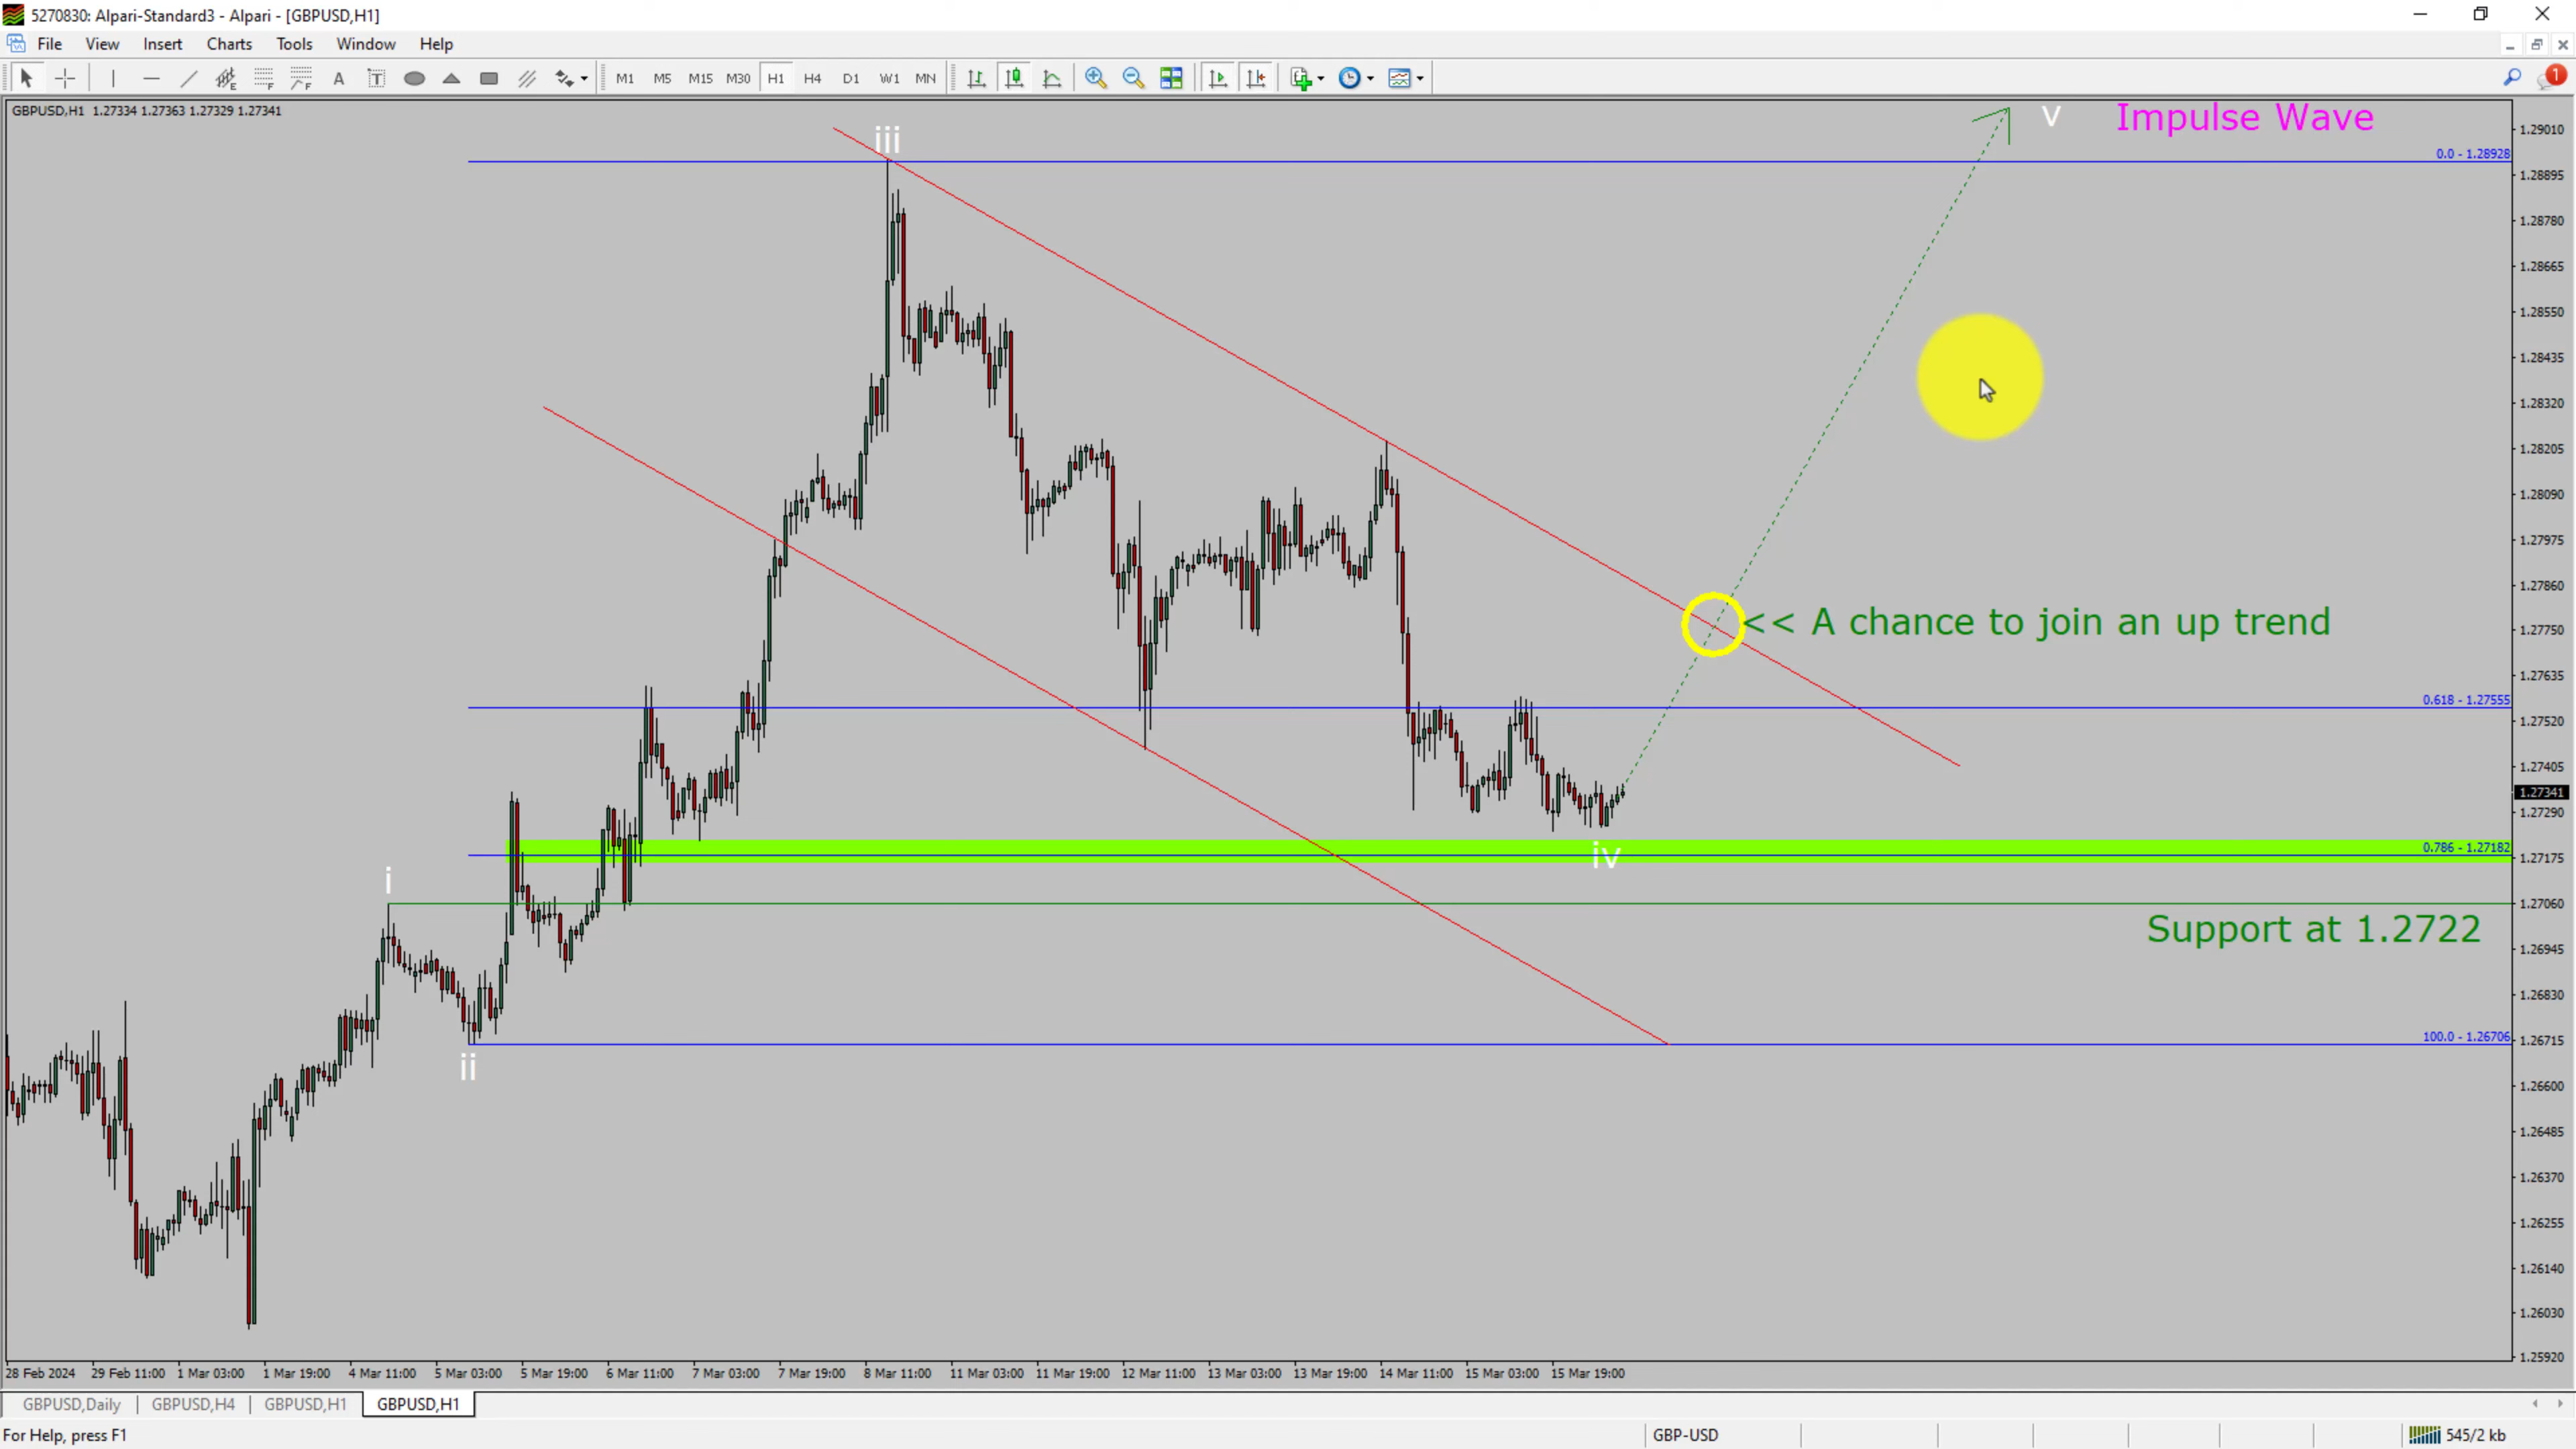 5270830: Alpari-Standard3 - Alpari - [GBPUSD,H1]
File View Insert Charts Tools Window Help
A T M1 M5 M15 M30 H1 H4 D1 W1 MN 1
GBPUSD,H1 1.27334 1.27363 1.27329 1.27341
iii
v
Impulse Wave
1.29010
0.0 - 1.28928
1.28895
1.28780
1.28665
1.28550
1.28435
1.28320
1.28205
1.28090
1.27975
1.27860
<< A chance to join an up trend
1.27750
1.27635
0.618 - 1.27555
1.27520
1.27405
1.27341
1.27290
0.786 - 1.27182
1.27175
iv
i
1.27060
Support at 1.2722
1.26945
1.26830
100.0 - 1.26706
1.26715
ii
1.26600
1.26485
1.26370
1.26255
1.26140
1.26030
1.25920
28 Feb 2024 29 Feb 11:00 1 Mar 03:00 1 Mar 19:00 4 Mar 11:00 5 Mar 03:00 5 Mar 19:00 6 Mar 11:00 7 Mar 03:00 7 Mar 19:00 8 Mar 11:00 11 Mar 03:00 11 Mar 19:00 12 Mar 11:00 13 Mar 03:00 13 Mar 19:00 14 Mar 11:00 15 Mar 03:00 15 Mar 19:00
GBPUSD,Daily GBPUSD,H4 GBPUSD,H1 GBPUSD,H1
For Help, press F1
GBP-USD
545/2 kb